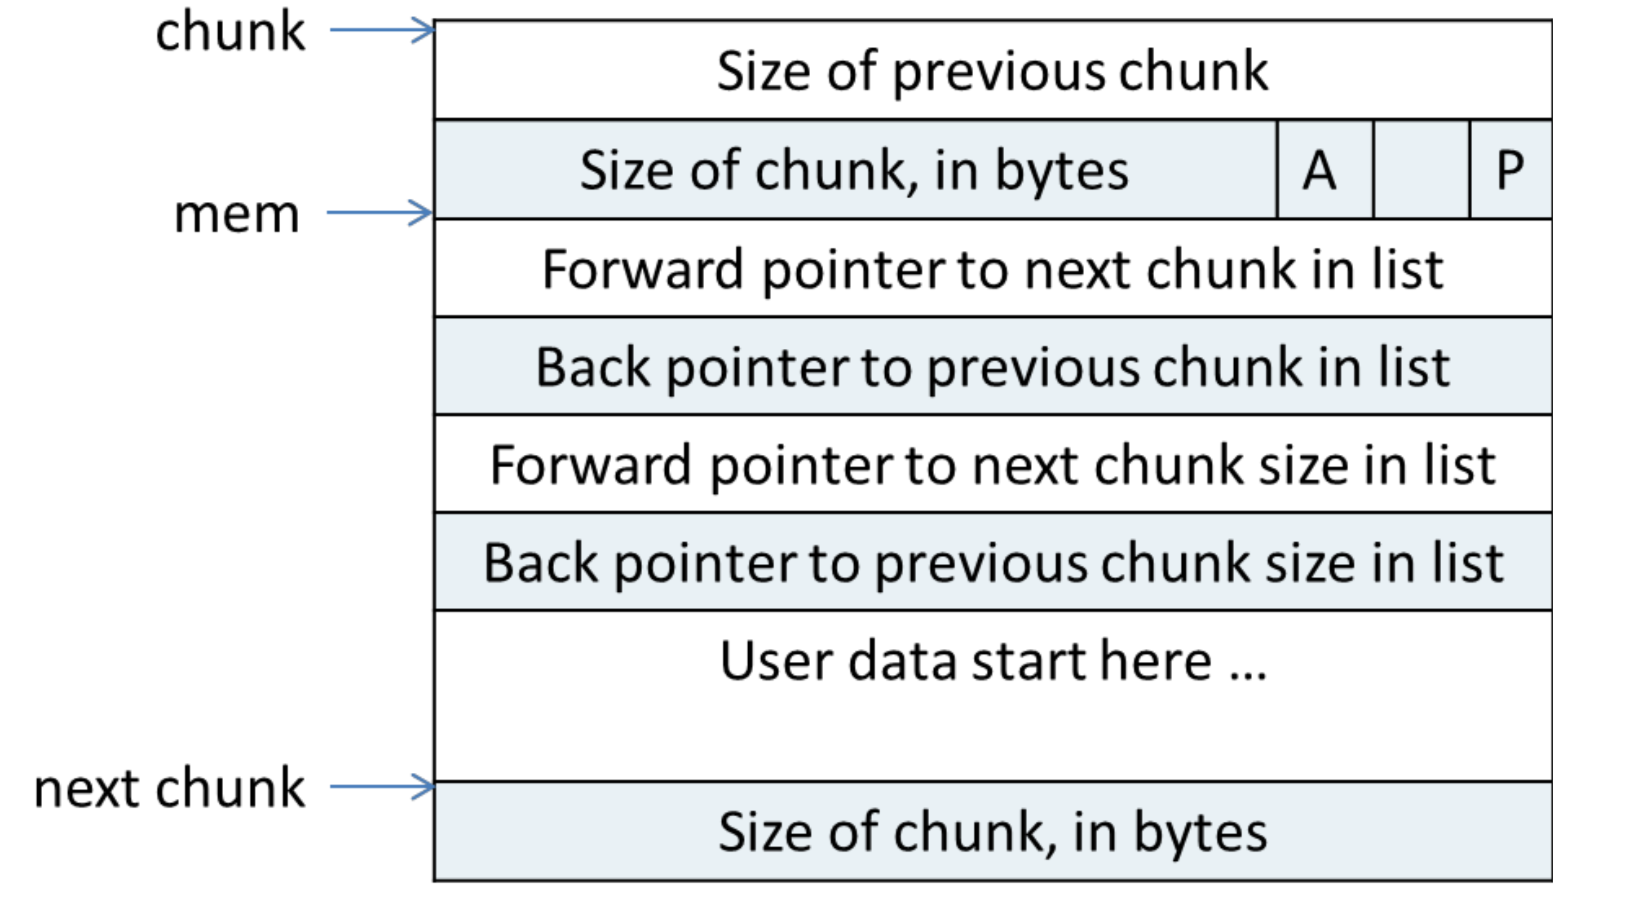 chunk
Size of previous chunk
Size of chunk, in bytes A P
mem
Forward pointer to next chunk in list
Back pointer to previous chunk in list
Forward pointer to next chunk size in list
Back pointer to previous chunk size in list
User data start here ...
next chunk
Size of chunk, in bytes